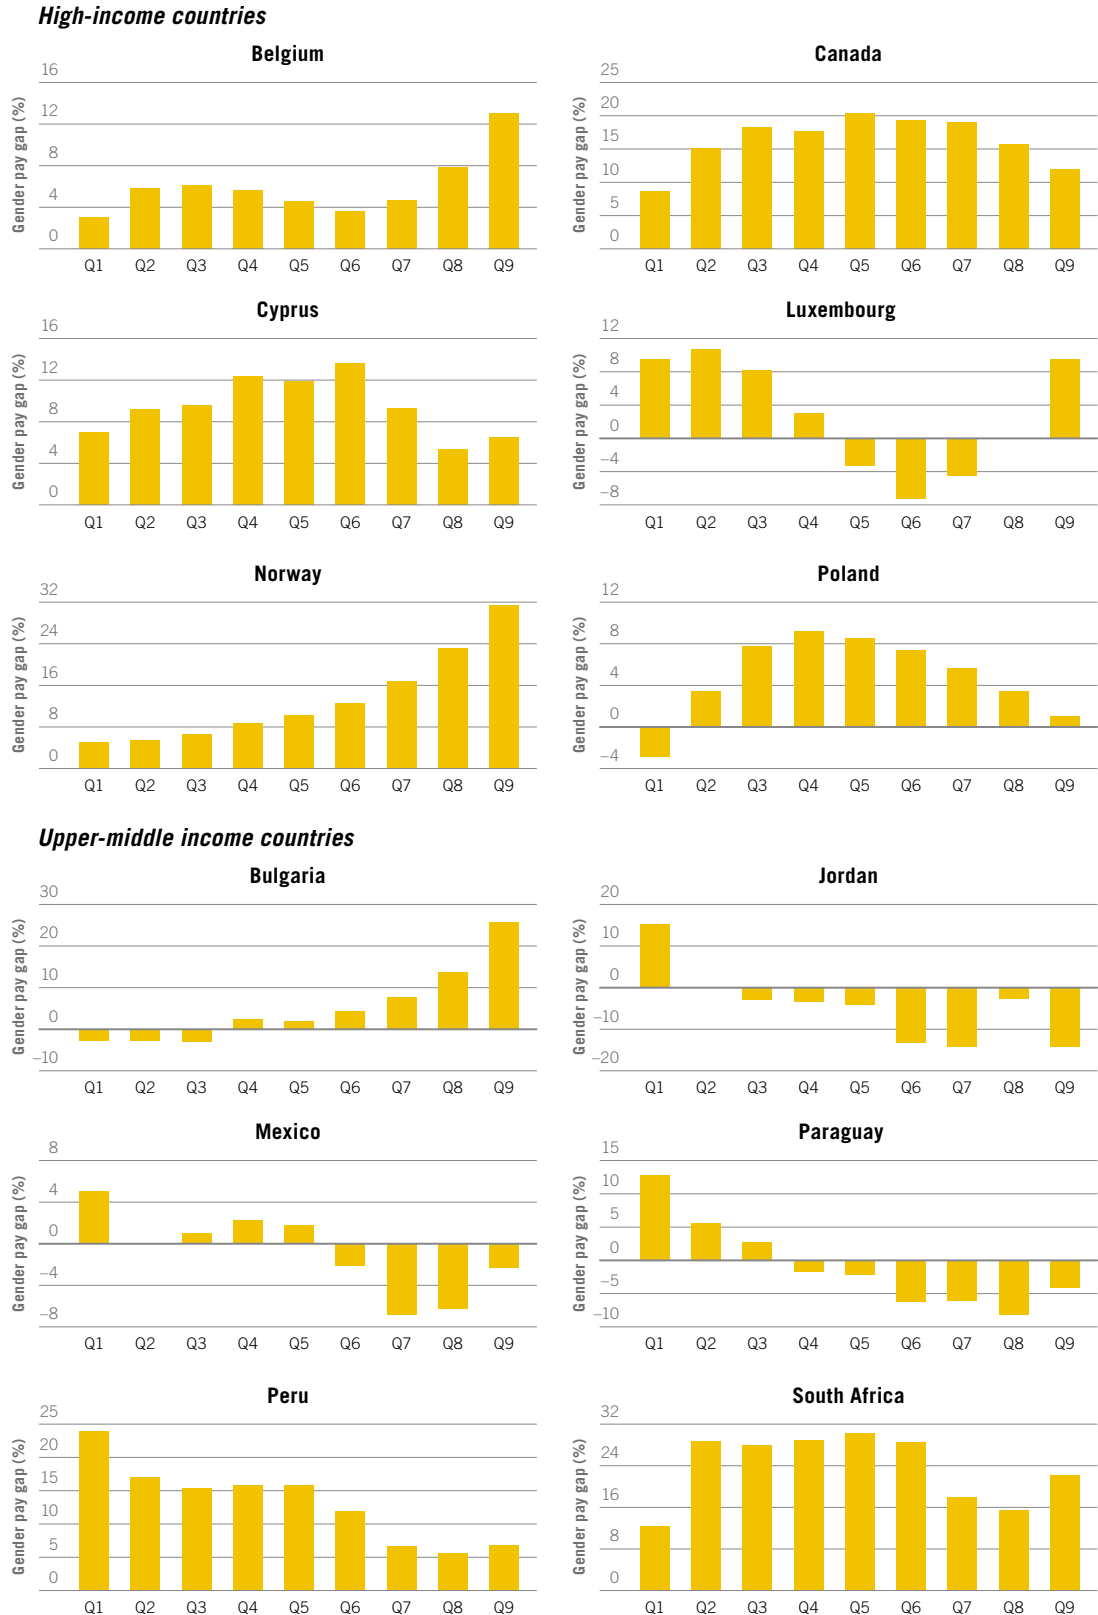 High-income countries
Belgium
Gender pay gap (%)
16
12
8
4
0
Q1 Q2 Q3 Q4 Q5 Q6 Q7 Q8 Q9
Canada
Gender pay gap (%)
25
20
15
10
5
0
Q1 Q2 Q3 Q4 Q5 Q6 Q7 Q8 Q9
Cyprus
Gender pay gap (%)
16
12
8
4
0
Q1 Q2 Q3 Q4 Q5 Q6 Q7 Q8 Q9
Luxembourg
Gender pay gap (%)
12
8
4
0
–4
–8
Q1 Q2 Q3 Q4 Q5 Q6 Q7 Q8 Q9
Norway
Gender pay gap (%)
32
24
16
8
0
Q1 Q2 Q3 Q4 Q5 Q6 Q7 Q8 Q9
Poland
Gender pay gap (%)
12
8
4
0
–4
Q1 Q2 Q3 Q4 Q5 Q6 Q7 Q8 Q9
Upper-middle income countries
Bulgaria
Gender pay gap (%)
30
20
10
0
–10
Q1 Q2 Q3 Q4 Q5 Q6 Q7 Q8 Q9
Jordan
Gender pay gap (%)
20
10
0
–10
–20
Q1 Q2 Q3 Q4 Q5 Q6 Q7 Q8 Q9
Mexico
Gender pay gap (%)
8
4
0
–4
–8
Q1 Q2 Q3 Q4 Q5 Q6 Q7 Q8 Q9
Paraguay
Gender pay gap (%)
15
10
5
0
–5
–10
Q1 Q2 Q3 Q4 Q5 Q6 Q7 Q8 Q9
Peru
Gender pay gap (%)
25
20
15
10
5
0
Q1 Q2 Q3 Q4 Q5 Q6 Q7 Q8 Q9
South Africa
Gender pay gap (%)
32
24
16
8
0
Q1 Q2 Q3 Q4 Q5 Q6 Q7 Q8 Q9